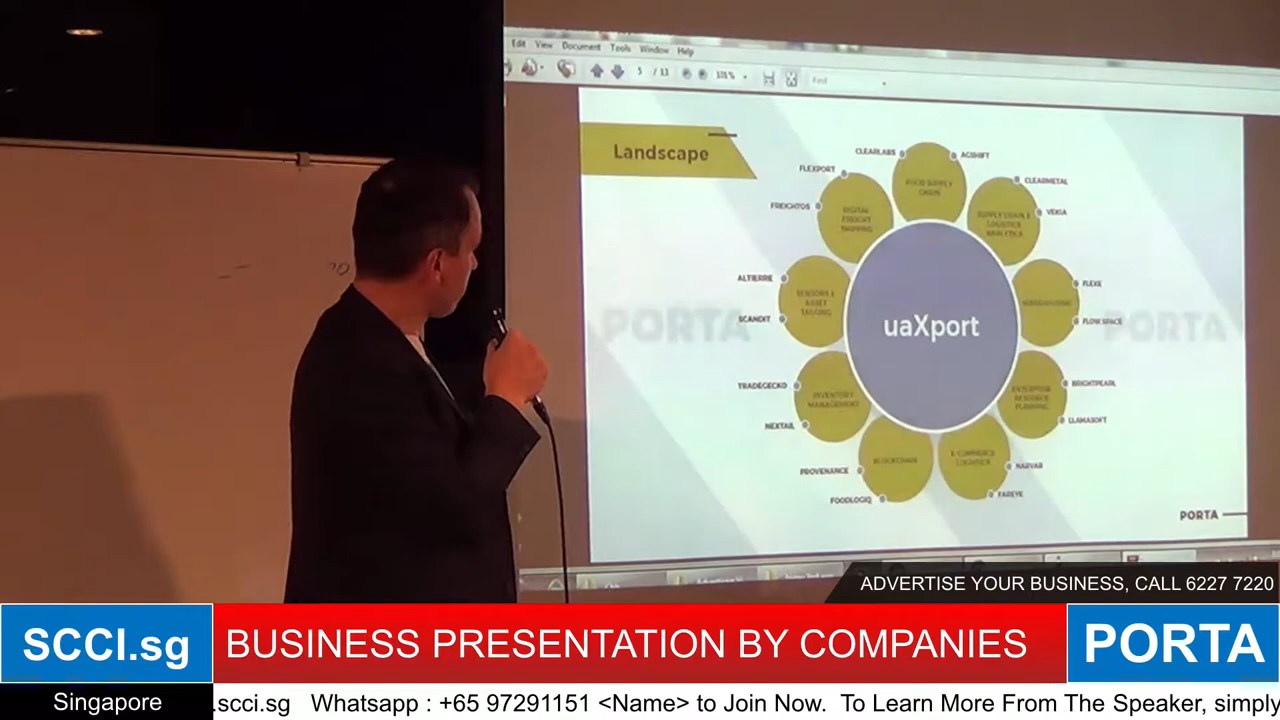 Edit View Document Tools Window Help
5 / 13 101% Find
Landscape
CLEARLABS
AGSHIFT
FLEXPORT
CLEARMETAL
FREIGHTOS
VEKIA
FOOD SUPPLY
CHAIN
DIGITAL
FREIGHT
SHIPPING
SUPPLY CHAIN &
LOGISTICS
ANALYTICS
ALTIERRE
FLEXE
SENSORS &
ASSET
TAGGING
WAREHOUSING
SCANDIT
FLOW.SPACE
uaXport
PORTA
PORTA
TRADEGECKO
BRIGHTPEARL
INVENTORY
MANAGEMENT
ENTERPRISE
RESOURCE
PLANNING
NEXTAIL
LLAMASOFT
BLOCKCHAIN
E-COMMERCE
LOGISTICS
PROVENANCE
NARVAR
FOODLOGIQ
FAREYE
PORTA
ADVERTISE YOUR BUSINESS, CALL 6227 7220
SCCI.sg
BUSINESS PRESENTATION BY COMPANIES
PORTA
Singapore
.scci.sg Whatsapp : +65 97291151 <Name> to Join Now. To Learn More From The Speaker, simply